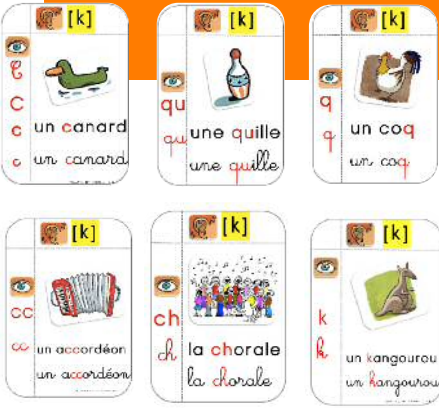 [k]
C
C
c
c
un canard
un canard
[k]
qu
qu
une quille
une quille
[k]
q
q
un coq
un coq
[k]
cc
cc
un accordéon
un accordéon
[k]
ch
ch
la chorale
la chorale
[k]
k
k
un kangourou
un kangourou